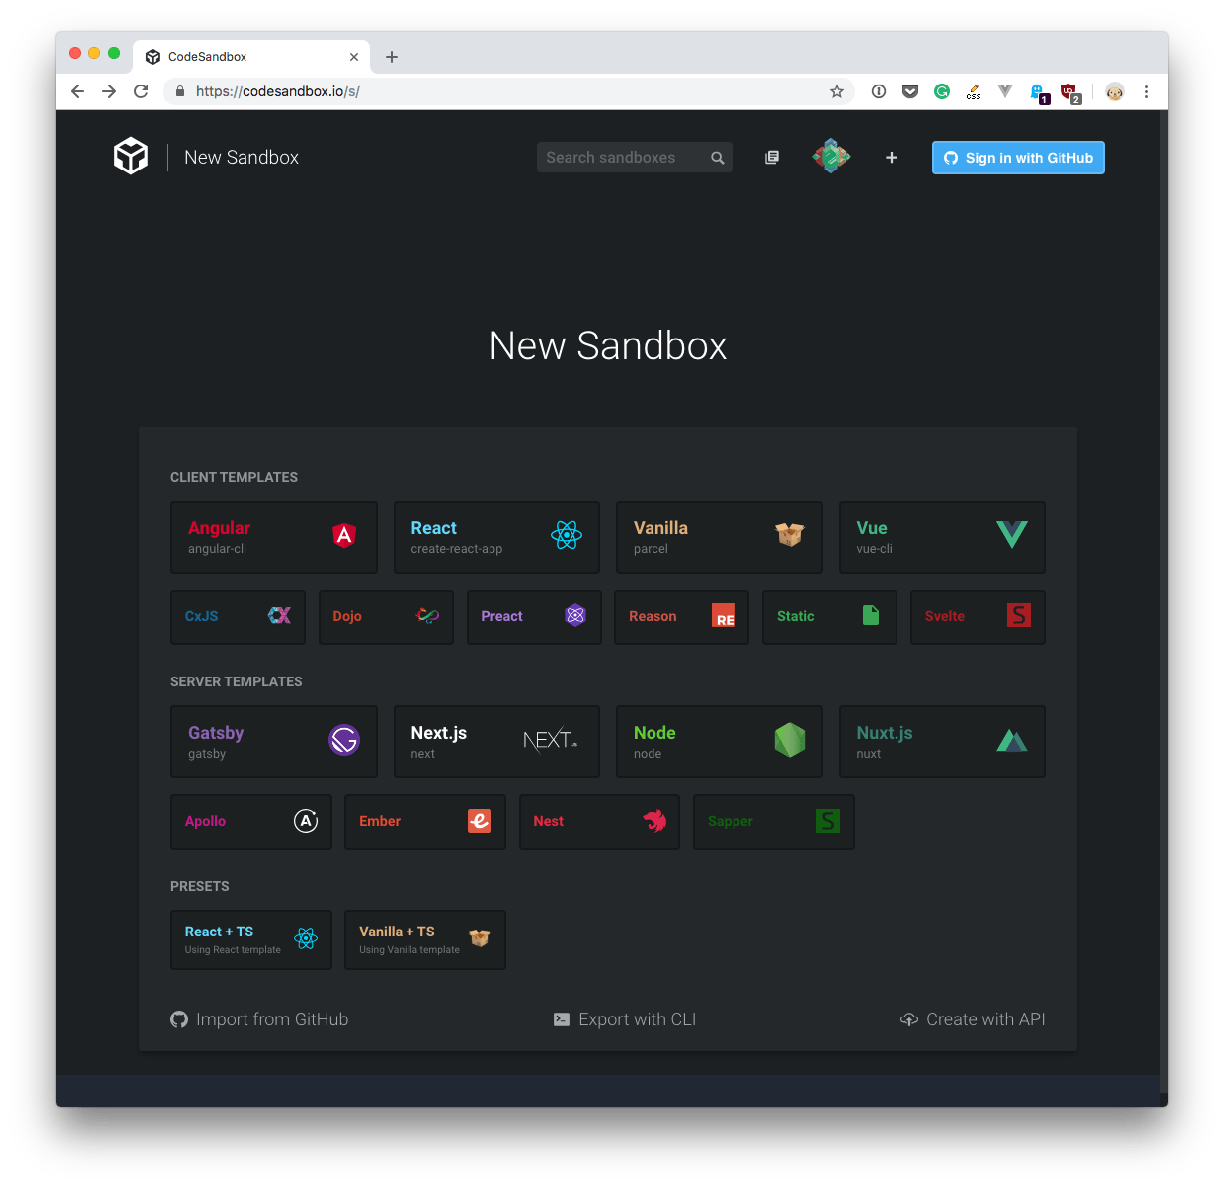 CodeSandbox
https://codesandbox.io/s/
css
1
2
New Sandbox
Search sandboxes
Sign in with GitHub
New Sandbox
CLIENT TEMPLATES
Angular
angular-cli
React
create-react-app
Vanilla
parcel
Vue
vue-cli
CxJS
CX
Dojo
Preact
Reason
RE
Static
Svelte
S
SERVER TEMPLATES
Gatsby
gatsby
Next.js
next
NEXT.js
Node
node
Nuxt.js
nuxt
Apollo
A
Ember
e
Nest
Sapper
S
PRESETS
React + TS
Using React template
Vanilla + TS
Using Vanilla template
Import from GitHub
Export with CLI
Create with API